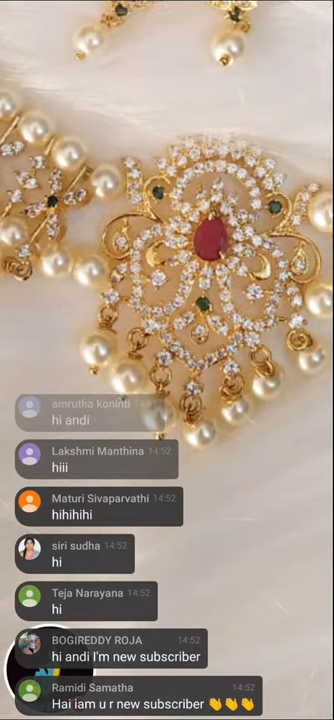 amrutha koninti
hi andi
Lakshmi Manthina 14:52
hiii
Maturi Sivaparvathi 14:52
hihihihi
siri sudha 14:52
hi
Teja Narayana 14:52
hi
BOGIREDDY ROJA 14:52
hi andi I'm new subscriber
Ramidi Samatha 14:52
Hai iam u r new subscriber 👏👏👏